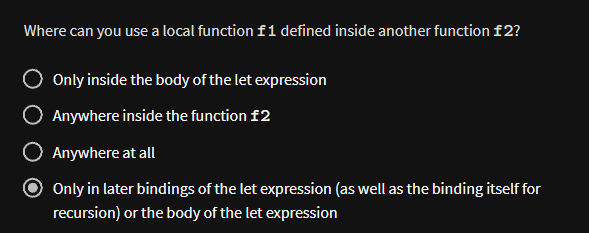 Where can you use a local function f1 defined inside another function f2?
Only inside the body of the let expression
Anywhere inside the function f2
Anywhere at all
Only in later bindings of the let expression (as well as the binding itself for
recursion) or the body of the let expression